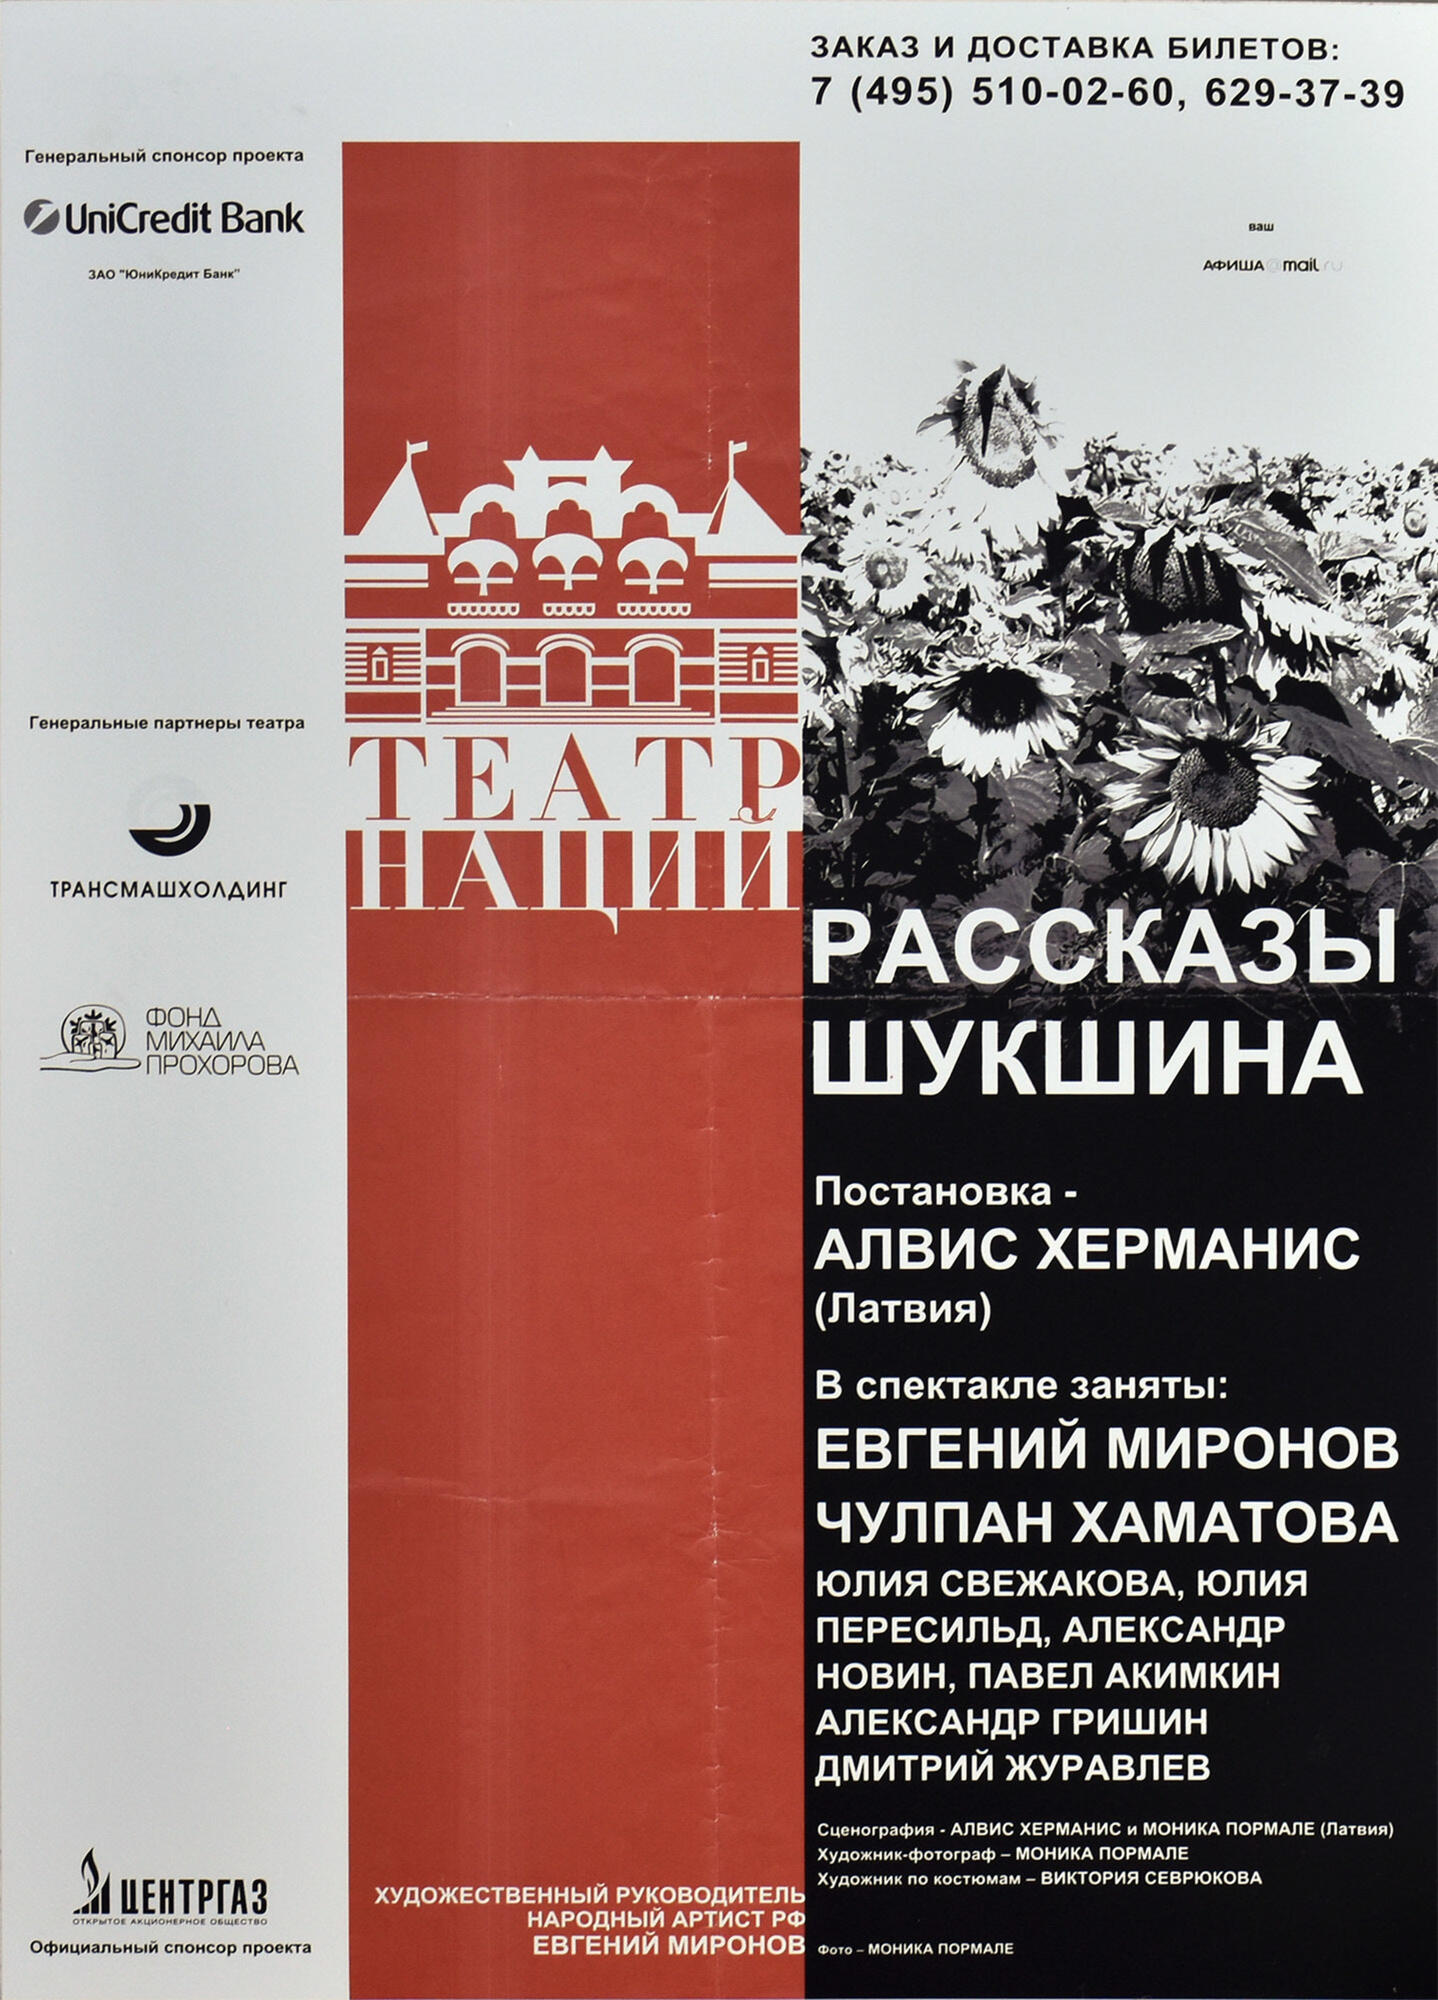 ЗАКАЗ И ДОСТАВКА БИЛЕТОВ:
7 (495) 510-02-60, 629-37-39
Генеральный спонсор проекта
UniCredit Bank
ЗАО "ЮниКредит Банк"
ваш
АФИША@mail.ru
Генеральные партнеры театра
ТРАНСМАШХОЛДИНГ
ФОНД
МИХАИЛА
ПРОХОРОВА
ЦЕНТРГАЗ
ОТКРЫТОЕ АКЦИОНЕРНОЕ ОБЩЕСТВО
Официальный спонсор проекта
ТЕАТР
НАЦИЙ
ХУДОЖЕСТВЕННЫЙ РУКОВОДИТЕЛЬ
НАРОДНЫЙ АРТИСТ РФ
ЕВГЕНИЙ МИРОНОВ
РАССКАЗЫ
ШУКШИНА
Постановка -
АЛВИС ХЕРМАНИС
(Латвия)
В спектакле заняты:
ЕВГЕНИЙ МИРОНОВ
ЧУЛПАН ХАМАТОВА
ЮЛИЯ СВЕЖАКОВА, ЮЛИЯ
ПЕРЕСИЛЬД, АЛЕКСАНДР
НОВИН, ПАВЕЛ АКИМКИН
АЛЕКСАНДР ГРИШИН
ДМИТРИЙ ЖУРАВЛЕВ
Сценография - АЛВИС ХЕРМАНИС и МОНИКА ПОРМАЛЕ (Латвия)
Художник-фотограф – МОНИКА ПОРМАЛЕ
Художник по костюмам – ВИКТОРИЯ СЕВРЮКОВА
Фото – МОНИКА ПОРМАЛЕ